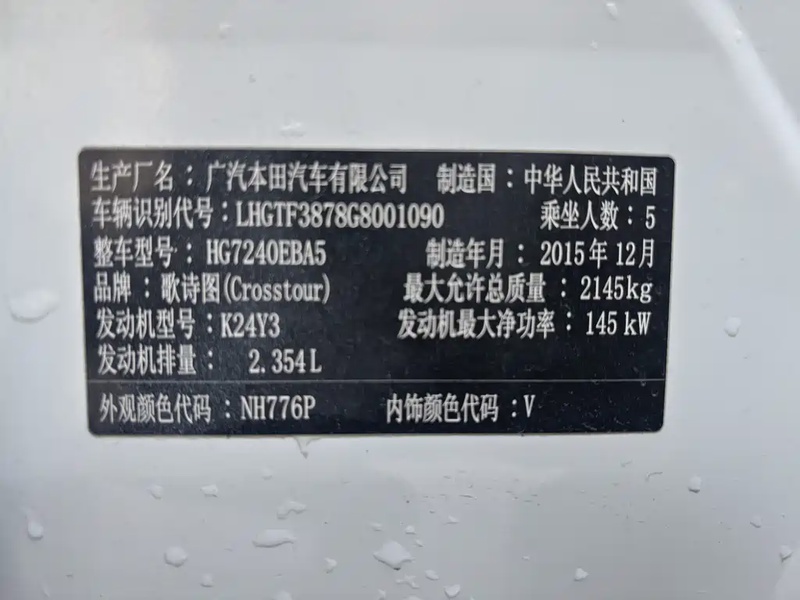 生产厂名：广汽本田汽车有限公司 制造国：中华人民共和国
车辆识别代号：LHGTF3878G8001090 乘坐人数：5
整车型号：HG7240EBA5 制造年月：2015年12月
品牌：歌诗图(Crosstour) 最大允许总质量：2145kg
发动机型号：K24Y3 发动机最大净功率：145kW
发动机排量：2.354L
外观颜色代码：NH776P 内饰颜色代码：V